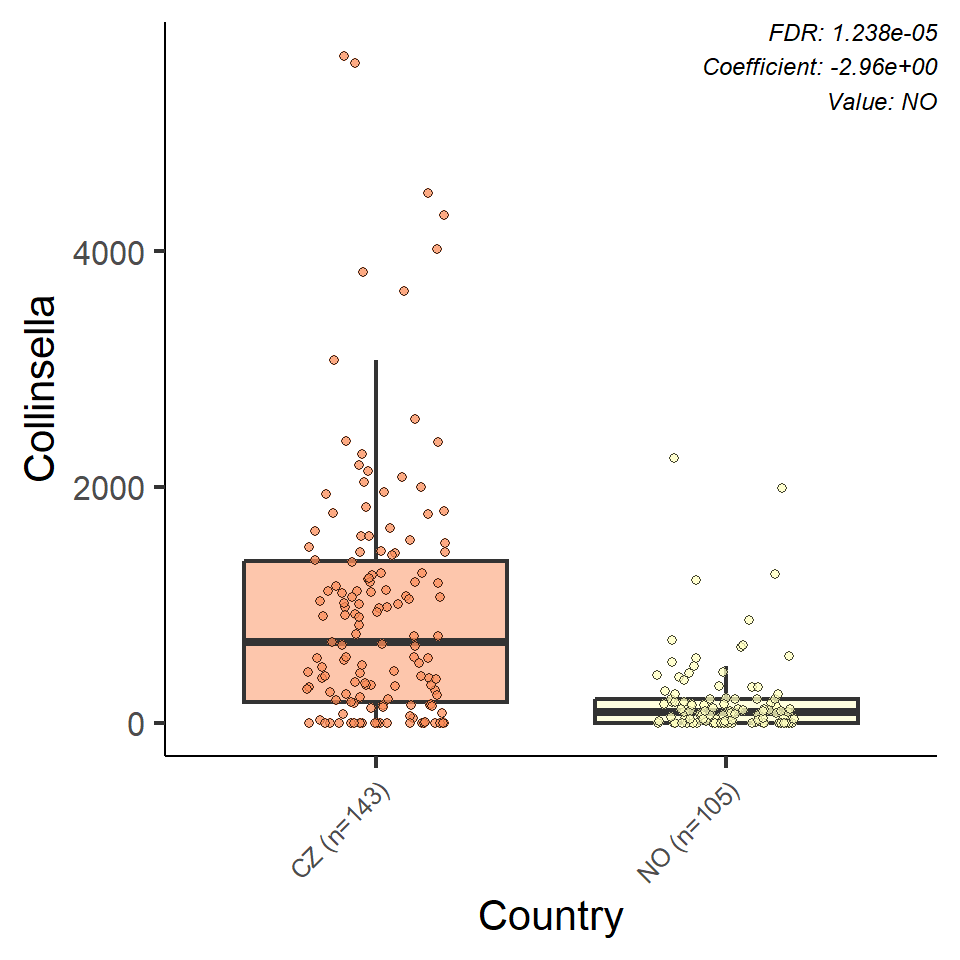 FDR: 1.238e-05
Coefficient: -2.96e+00
Value: NO
Collinsella
4000
2000
0
CZ (n=143)
NO (n=105)
Country